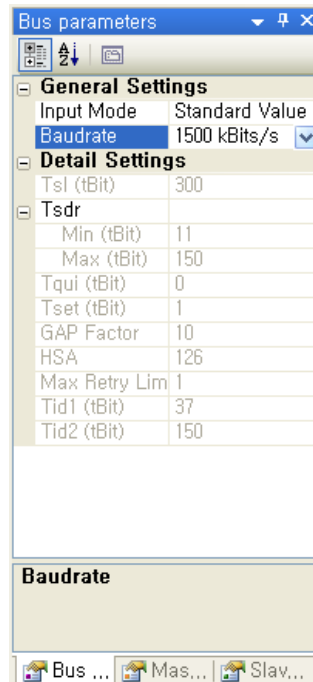 Bus parameters
General Settings
Input Mode Standard Value
Baudrate 1500 kBits/s
Detail Settings
Tsl (tBit) 300
Tsdr
Min (tBit) 11
Max (tBit) 150
Tqui (tBit) 0
Tset (tBit) 1
GAP Factor 10
HSA 126
Max Retry Lim 1
Tid1 (tBit) 37
Tid2 (tBit) 150
Baudrate
Bus ... Mas... Slav...